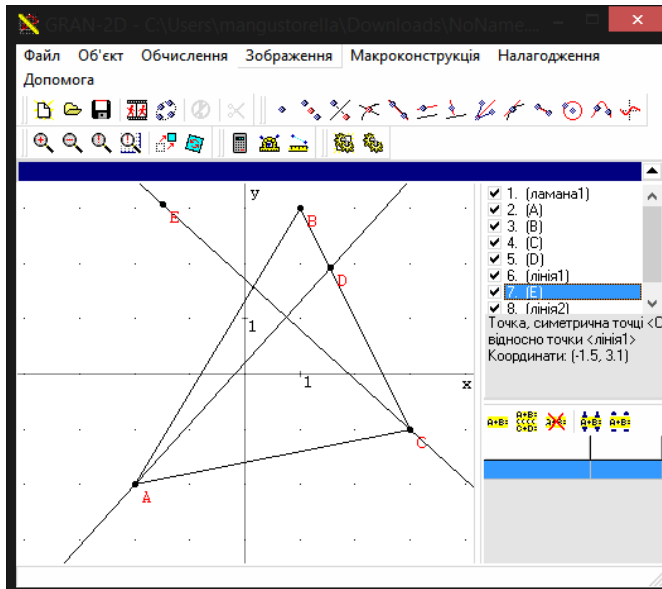 GRAN-2D - C:\Users\mangustorella\Downloads\NoName....
Файл Об'єкт Обчислення Зображення Макроконструкція Налагодження
Допомога
1. (ламана1)
2. (A)
3. (B)
4. (C)
5. (D)
6. (лінія1)
7. (E)
8. (лінія2)
Точка, симетрична точці <C
відносно точки <лінія1>
Координати: (-1.5, 3.1)
y
E
B
D
1
x
1
C
A